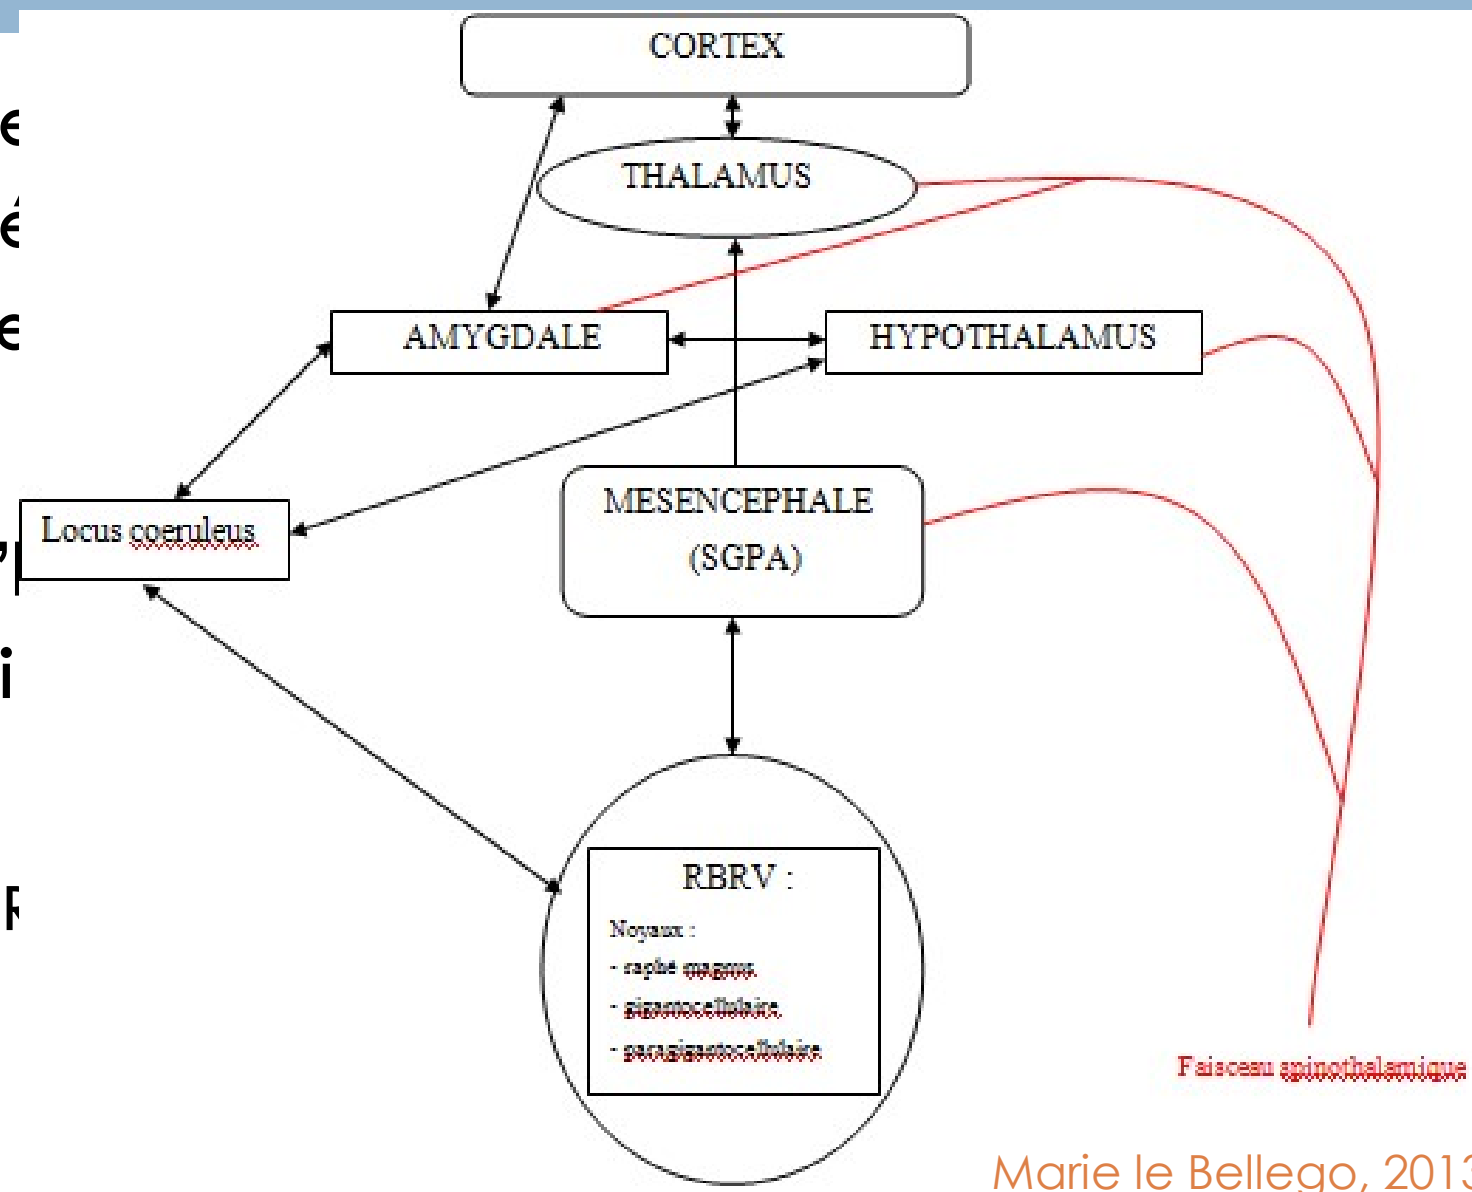 CORTEX
THALAMUS
AMYGDALE
HYPOTHALAMUS
Locus coeruleus
MESENCEPHALE
(SGPA)
RBRV :
Noyaux :
- raphé magnus
- gigantocellulaire
- paragigantocellulaire
Faisceau spinothalamique
Marie le Bellego, 2013